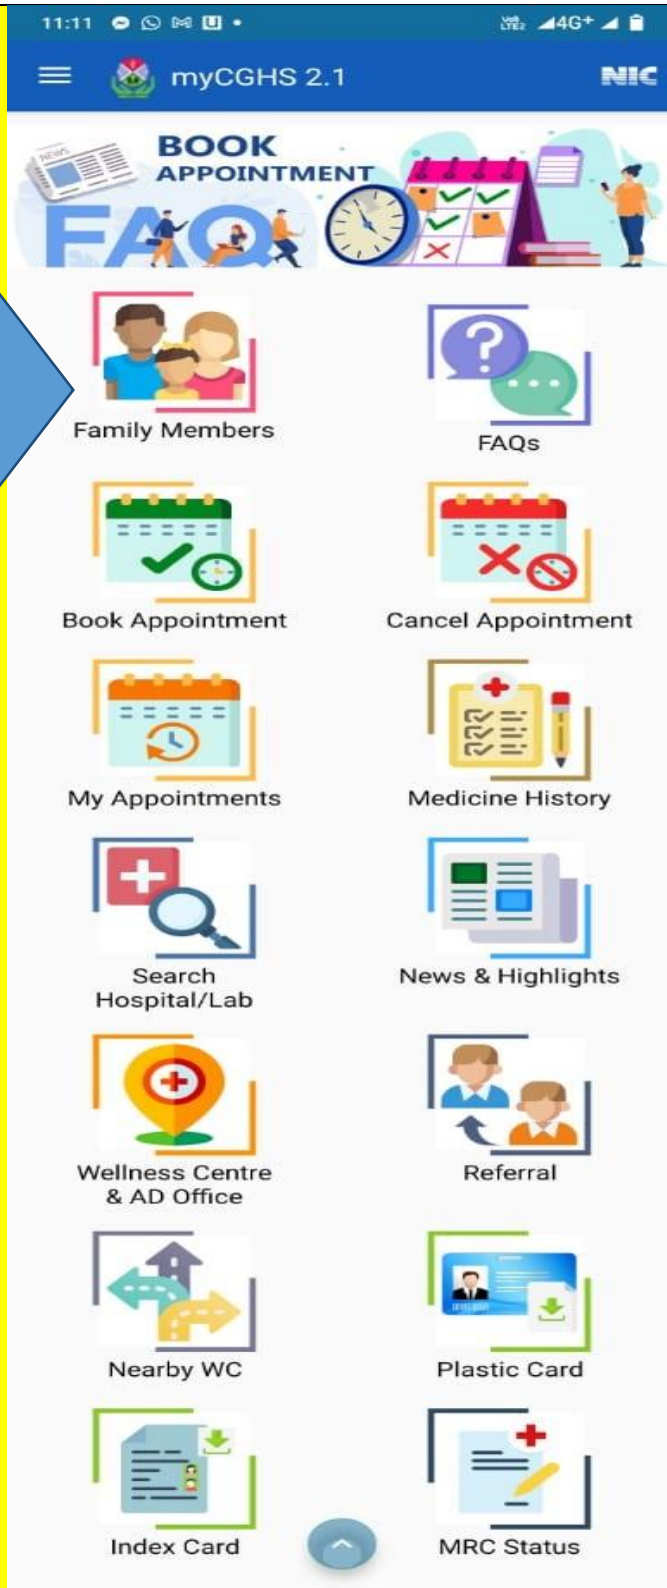 11:11
VoLTE2 4G+
myCGHS 2.1
NIC
NEWS
BOOK
APPOINTMENT
FAQ
Family Members
FAQs
Book Appointment
Cancel Appointment
My Appointments
Medicine History
Search
Hospital/Lab
News & Highlights
Wellness Centre
& AD Office
Referral
Nearby WC
Plastic Card
Index Card
MRC Status